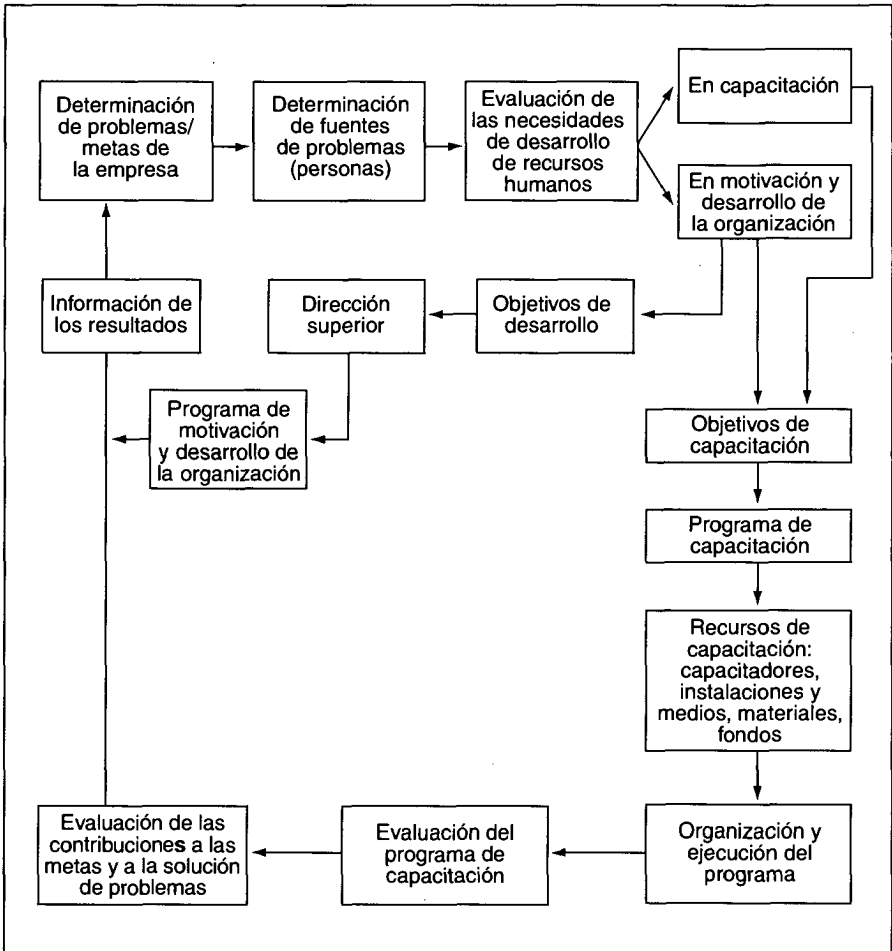 Determinación
de problemas/
metas de
la empresa
Determinación
de fuentes
de problemas
(personas)
Evaluación de
las necesidades
de desarrollo
de recursos
humanos
En capacitación
En motivación y
desarrollo de
la organización
Información de
los resultados
Dirección
superior
Objetivos de
desarrollo
Programa de
motivación
y desarrollo de
la organización
Objetivos de
capacitación
Programa de
capacitación
Recursos de
capacitación:
capacitadores,
instalaciones y
medios, materiales,
fondos
Evaluación de las
contribuciones a las
metas y a la solución
de problemas
Evaluación del
programa de
capacitación
Organización y
ejecución del
programa